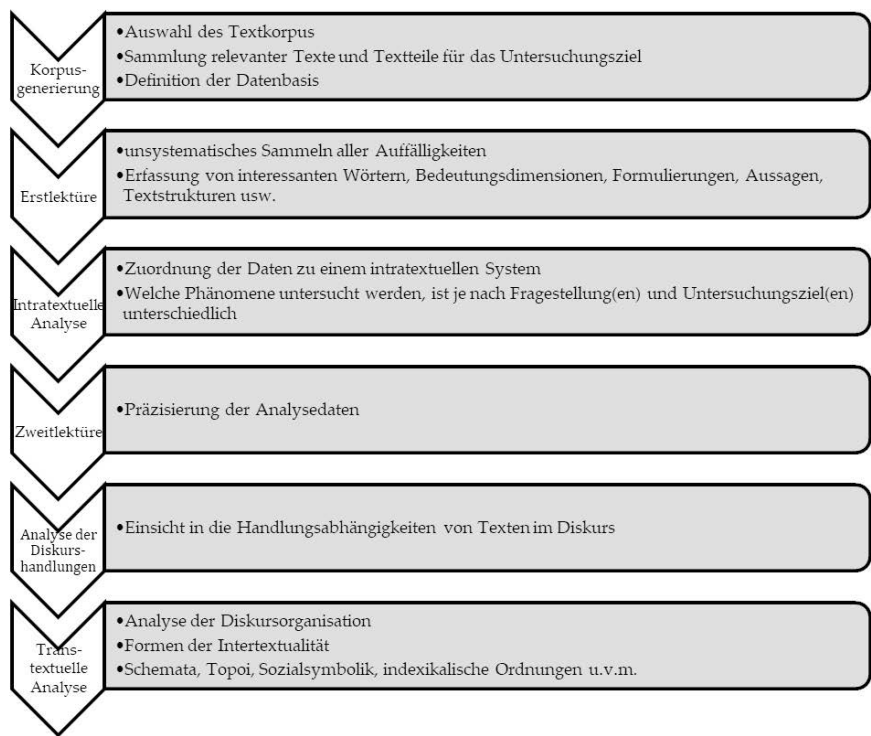 Korpus-
generierung
•Auswahl des Textkorpus
•Sammlung relevanter Texte und Textteile für das Untersuchungsziel
•Definition der Datenbasis
Erstlektüre
•unsystematisches Sammeln aller Auffälligkeiten
•Erfassung von interessanten Wörtern, Bedeutungsdimensionen, Formulierungen, Aussagen,
Textstrukturen usw.
Intratextuelle
Analyse
•Zuordnung der Daten zu einem intratextuellen System
•Welche Phänomene untersucht werden, ist je nach Fragestellung(en) und Untersuchungsziel(en)
unterschiedlich
Zweitlektüre
•Präzisierung der Analysedaten
Analyse der
Diskurs-
handlungen
•Einsicht in die Handlungsabhängigkeiten von Texten im Diskurs
Trans-
textuelle
Analyse
•Analyse der Diskursorganisation
•Formen der Intertextualität
•Schemata, Topoi, Sozialsymbolik, indexikalische Ordnungen u.v.m.